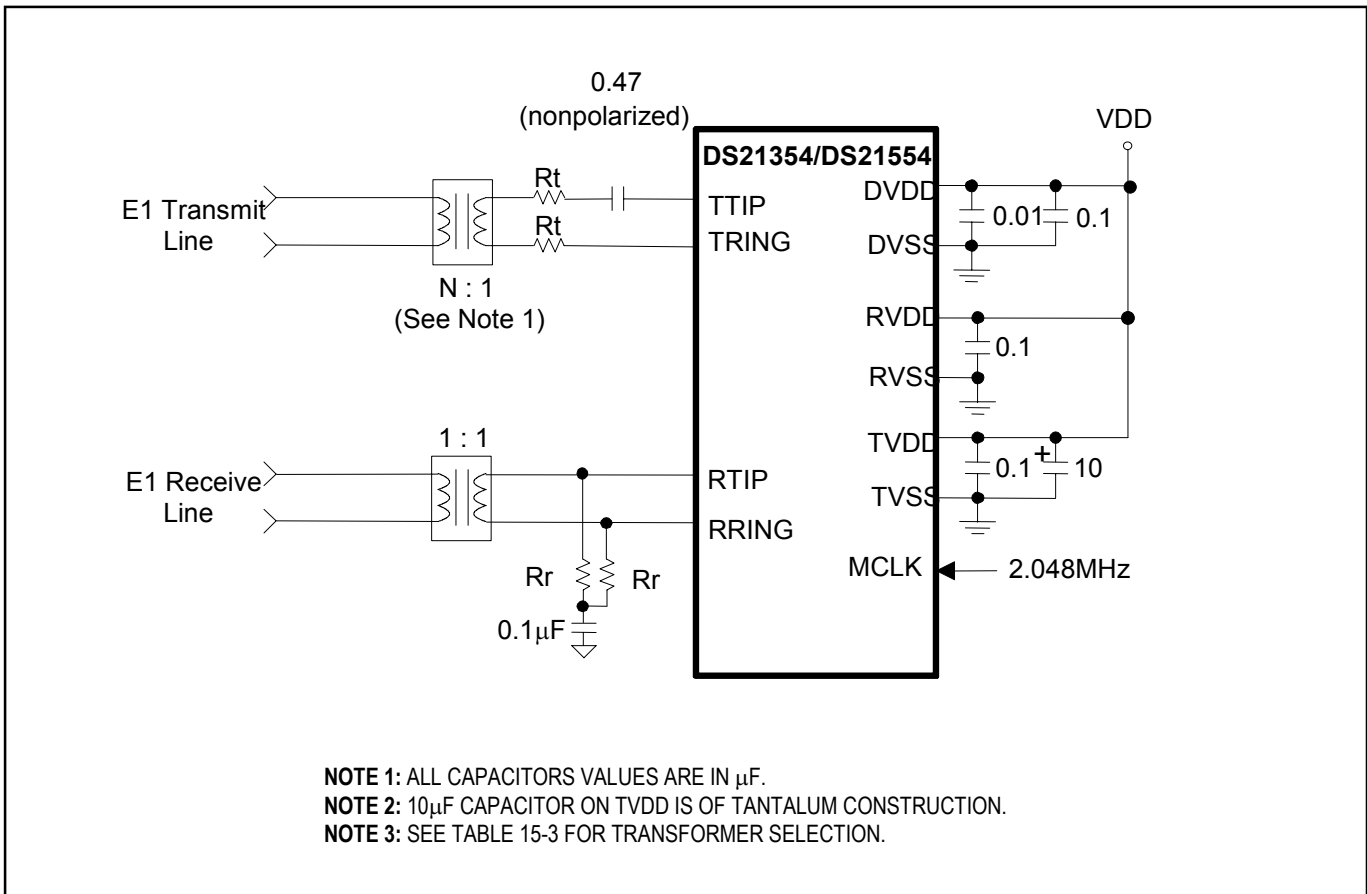 0.47
(nonpolarized)
VDD
DS21354/DS21554
Rt
TTIP
DVDD
0.01
0.1
E1 Transmit
Line
Rt
TRING
DVSS
N : 1
(See Note 1)
RVDD
0.1
RVSS
1 : 1
TVDD
0.1
+
10
E1 Receive
Line
RTIP
TVSS
RRING
MCLK
2.048MHz
Rr
Rr
0.1µF
NOTE 1: ALL CAPACITORS VALUES ARE IN µF.
NOTE 2: 10µF CAPACITOR ON TVDD IS OF TANTALUM CONSTRUCTION.
NOTE 3: SEE TABLE 15-3 FOR TRANSFORMER SELECTION.